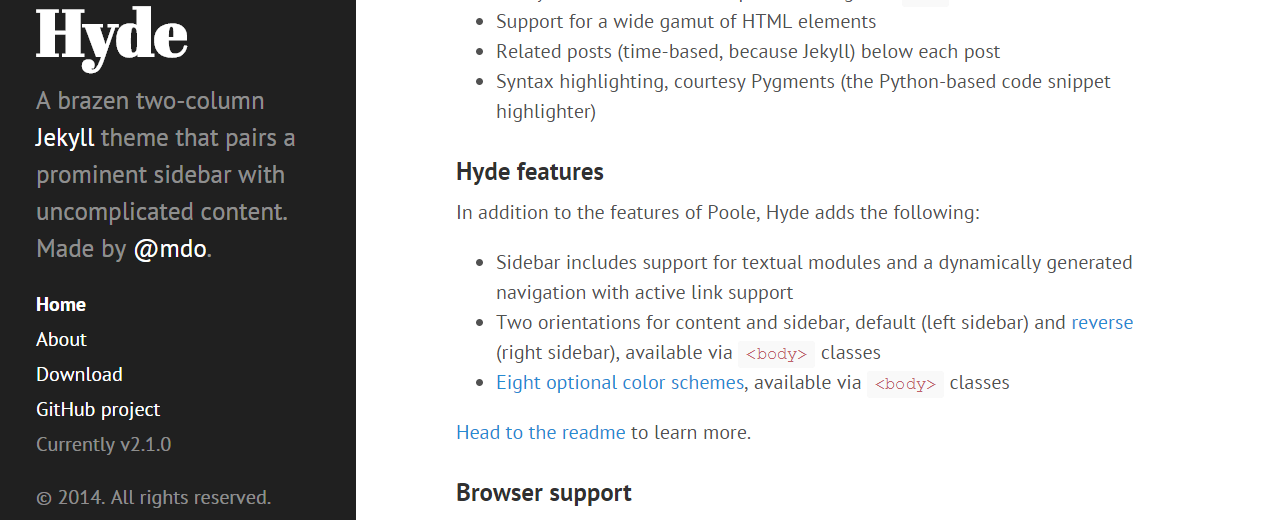 Hyde
A brazen two-column
Jekyll theme that pairs a
prominent sidebar with
uncomplicated content.
Made by @mdo.
Home
About
Download
GitHub project
Currently v2.1.0
© 2014. All rights reserved.
Support for a wide gamut of HTML elements
Related posts (time-based, because Jekyll) below each post
Syntax highlighting, courtesy Pygments (the Python-based code snippet
highlighter)
Hyde features
In addition to the features of Poole, Hyde adds the following:
Sidebar includes support for textual modules and a dynamically generated
navigation with active link support
Two orientations for content and sidebar, default (left sidebar) and reverse
(right sidebar), available via <body> classes
Eight optional color schemes, available via <body> classes
Head to the readme to learn more.
Browser support